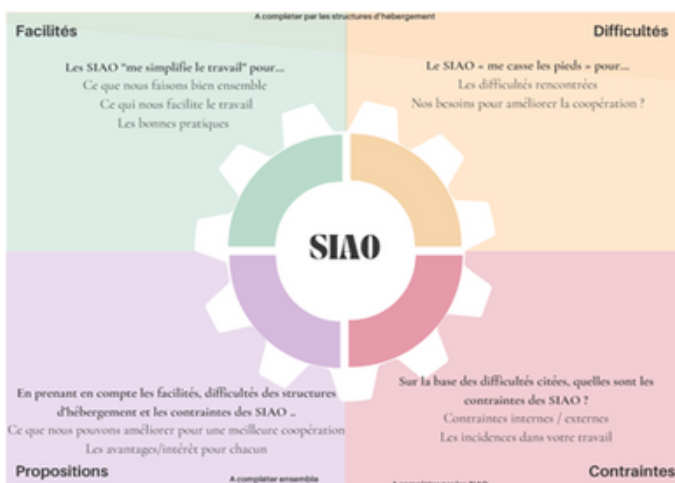 A compléter par les structures d'hébergement
Facilités
Difficultés
Les SIAO "me simplifie le travail" pour...
Ce que nous faisons bien ensemble
Ce qui nous facilite le travail
Les bonnes pratiques
Le SIAO « me casse les pieds » pour...
Les difficultés rencontrées
Nos besoins pour améliorer la coopération ?
SIAO
En prenant en compte les facilités, difficultés des structures
d'hébergement et les contraintes des SIAO ..
Ce que nous pouvons améliorer pour une meilleure coopération
Les avantages/intérêt pour chacun
Sur la base des difficultés citées, quelles sont les
contraintes des SIAO ?
Contraintes internes / externes
Les incidences dans votre travail
Propositions
A compléter ensemble
Contraintes